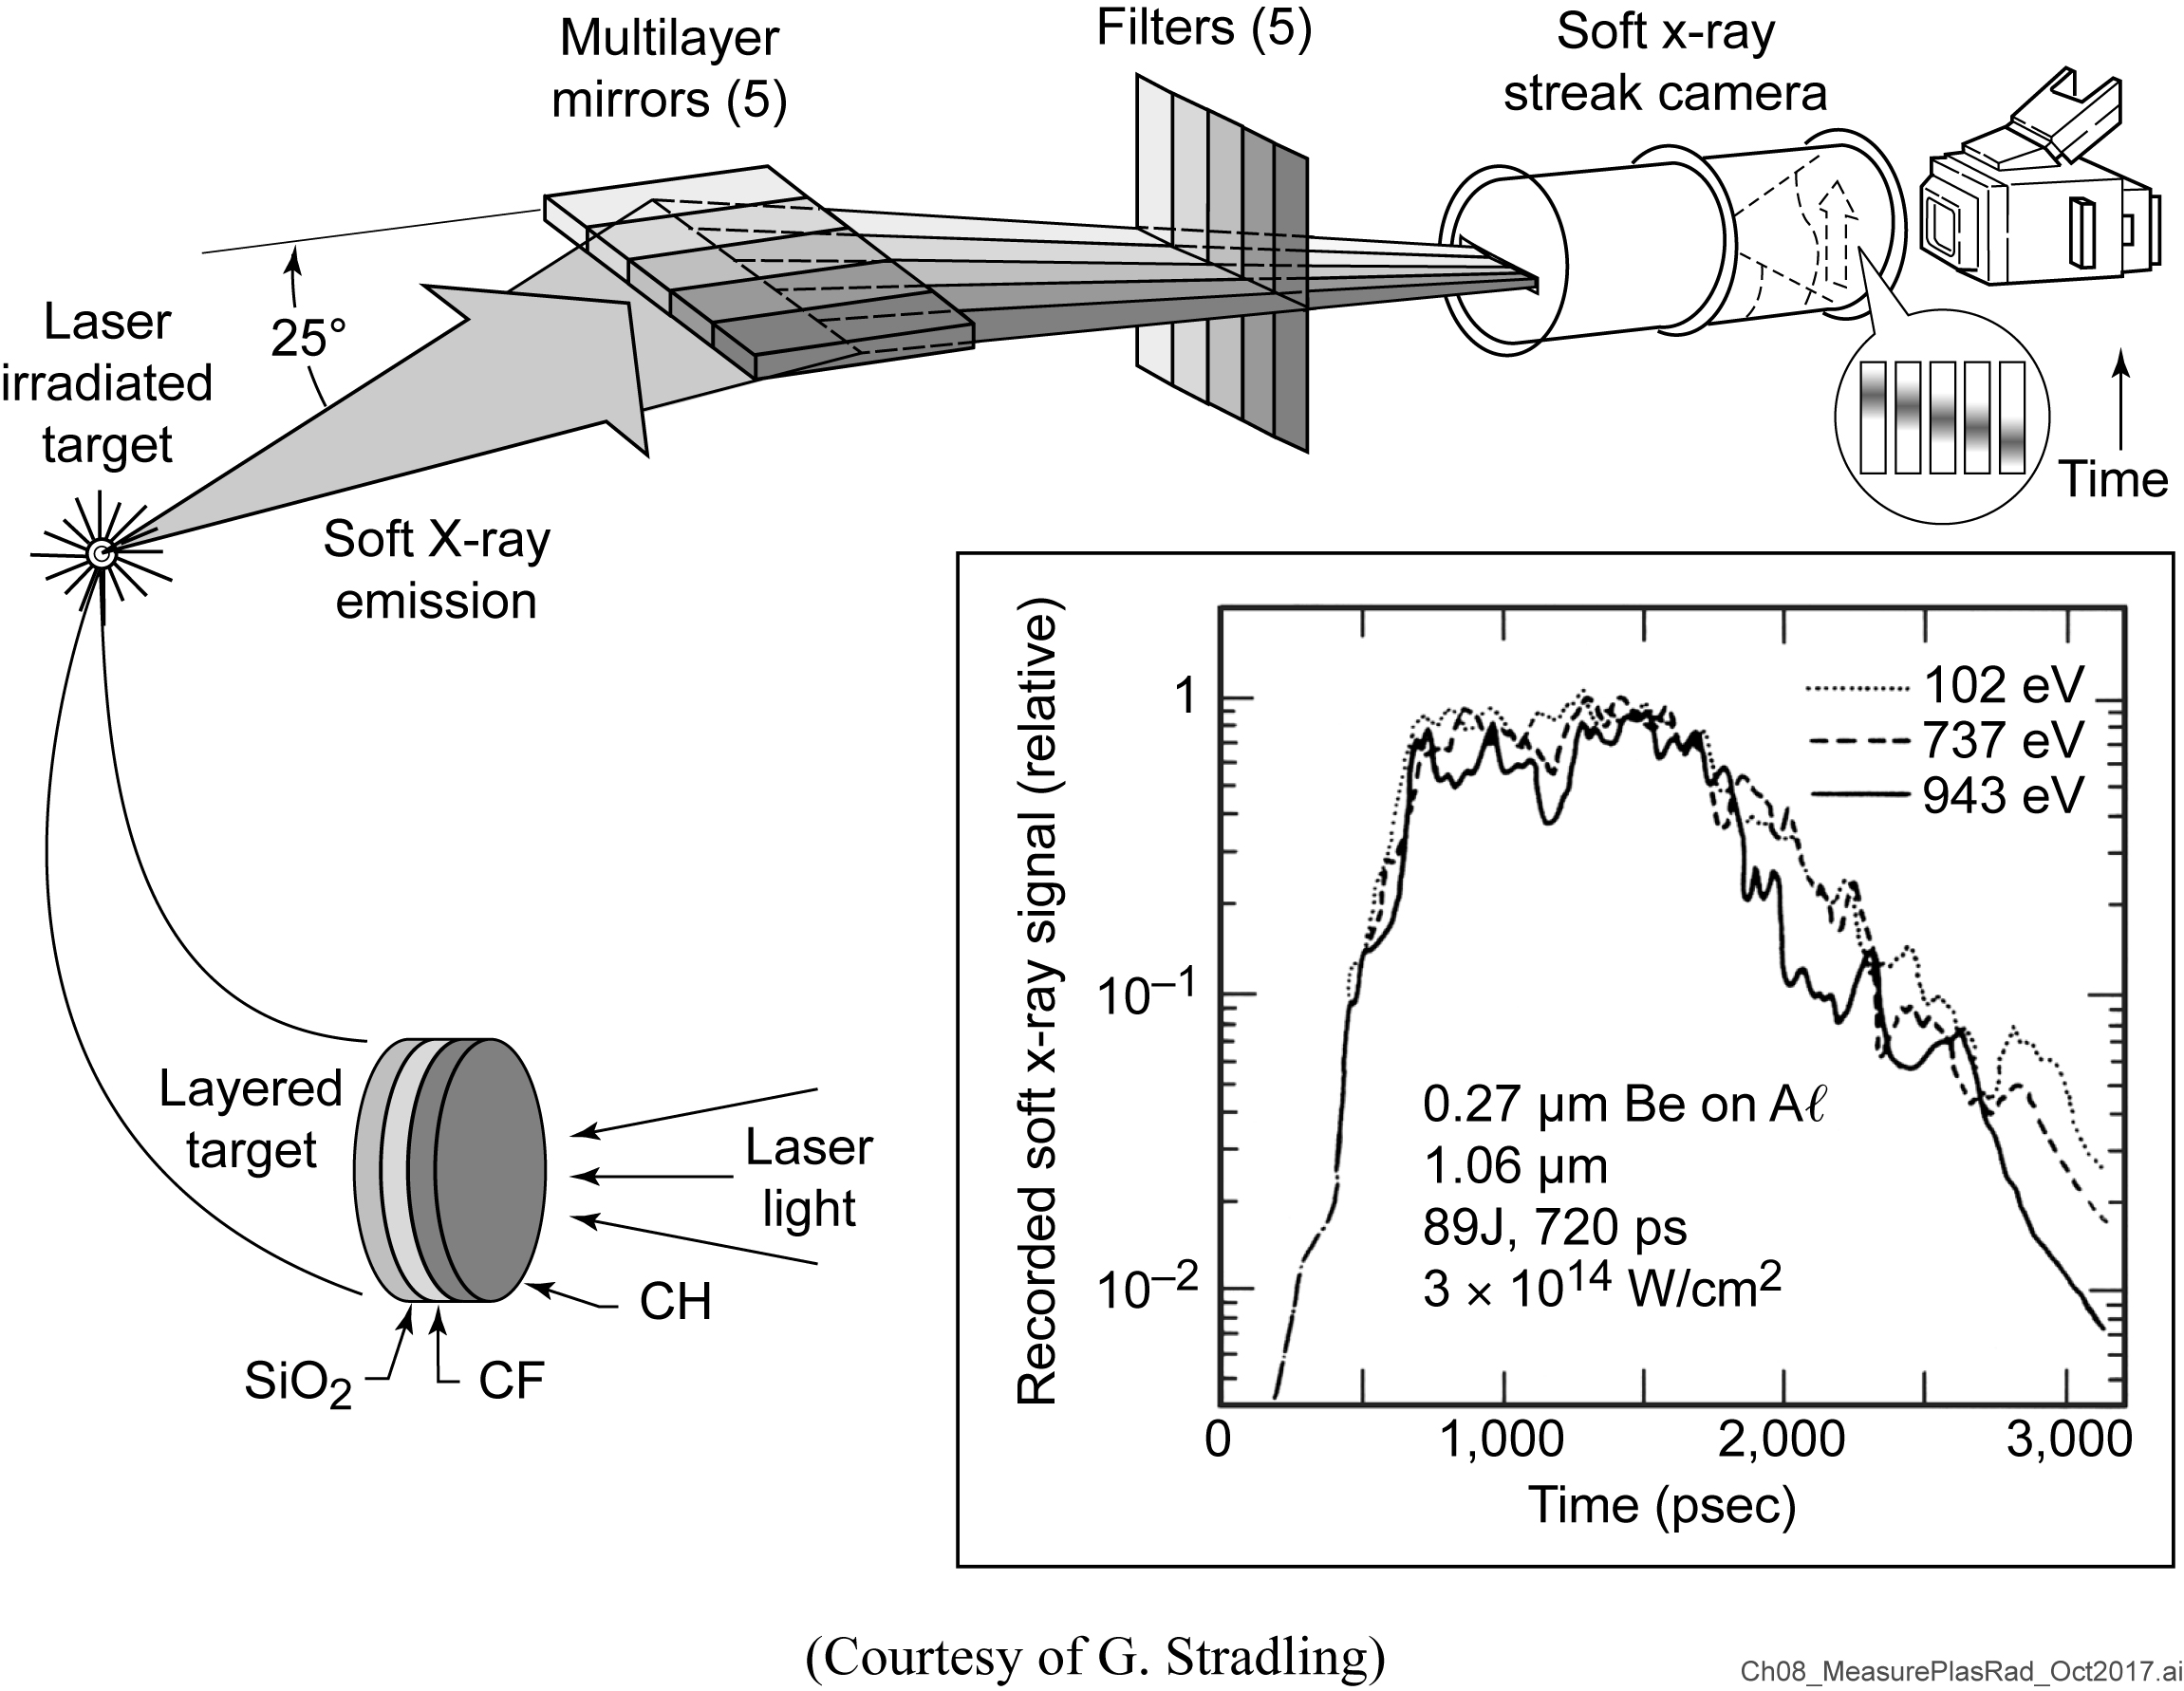 Multilayer
mirrors (5)
Filters (5)
Soft x-ray
streak camera
Laser
irradiated
target
25°
Soft X-ray
emission
Time
Layered
target
Laser
light
CH
SiO₂
CF
Recorded soft x-ray signal (relative)
1
10⁻¹
10⁻²
102 eV
737 eV
943 eV
0.27 µm Be on Aℓ
1.06 µm
89J, 720 ps
3 × 10¹⁴ W/cm²
0 1,000 2,000 3,000
Time (psec)
(Courtesy of G. Stradling)
Ch08_MeasurePlasRad_Oct2017.ai